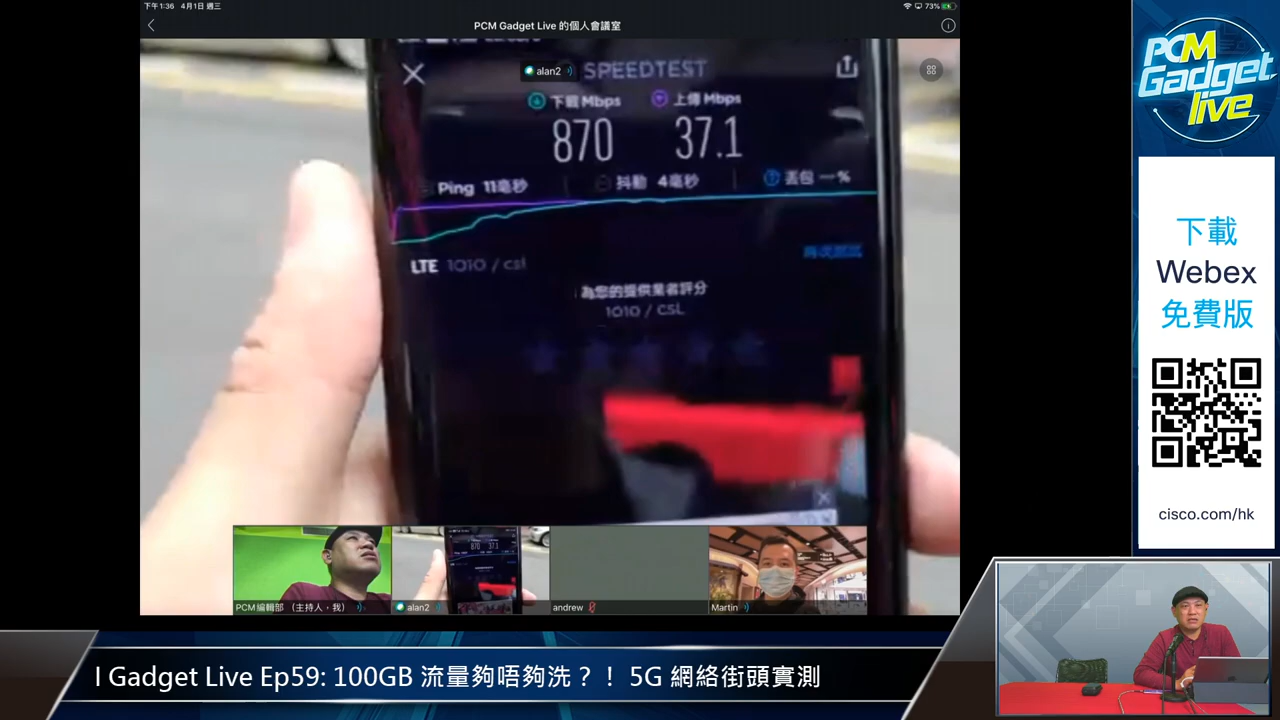 下午1:36 4月1日 週三
73%
PCM Gadget Live 的個人會議室
alan2
SPEEDTEST
下載 Mbps
上傳 Mbps
870
37.1
Ping 11毫秒
抖動 4毫秒
丟包 —%
LTE 1010 / csl
再次測試
為您的提供業者評分
1010 / CSL
870 37.1
PCM 編輯部 (主持人,我)
alan2
andrew
Martin
PCM
Gadget
live
下載
Webex
免費版
cisco.com/hk
l Gadget Live Ep59: 100GB 流量夠唔夠洗?! 5G 網絡街頭實測